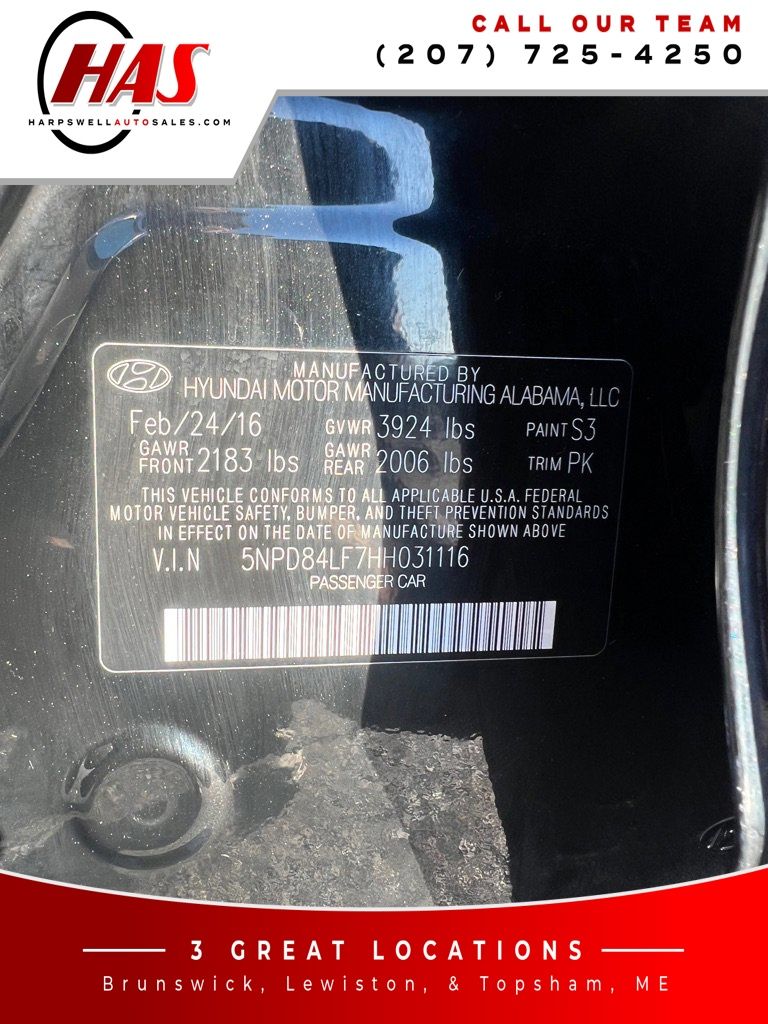 HAS
HARPSWELLAUTOSALES.COM
CALL OUR TEAM
(207) 725-4250
MANUFACTURED BY
HYUNDAI MOTOR MANUFACTURING ALABAMA, LLC
Feb/24/16 GVWR 3924 lbs PAINT S3
GAWR FRONT 2183 lbs GAWR REAR 2006 lbs TRIM PK
THIS VEHICLE CONFORMS TO ALL APPLICABLE U.S.A. FEDERAL
MOTOR VEHICLE SAFETY, BUMPER, AND THEFT PREVENTION STANDARDS
IN EFFECT ON THE DATE OF MANUFACTURE SHOWN ABOVE
V.I.N 5NPD84LF7HH031116
PASSENGER CAR
3 GREAT LOCATIONS
Brunswick, Lewiston, & Topsham, ME